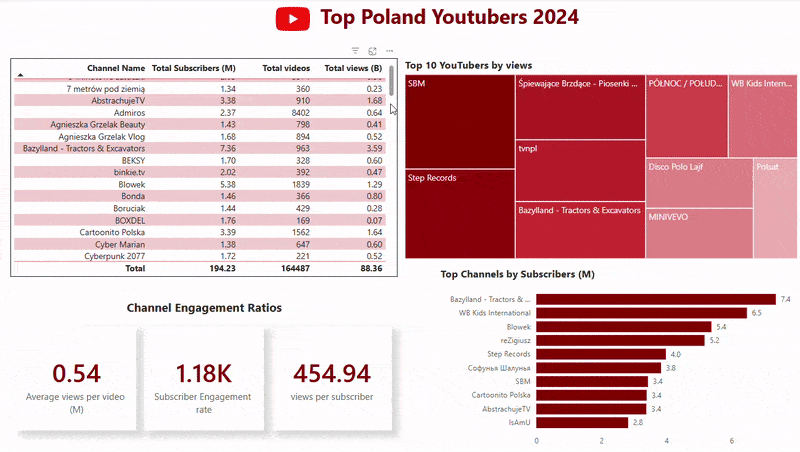 Top Poland Youtubers 2024
Channel Name Total Subscribers (M) Total videos Total views (B)
7 metrów pod ziemią 1.34 360 0.23
AbstrachujeTV 3.38 910 1.68
Admiros 2.37 8402 0.64
Agnieszka Grzelak Beauty 1.43 798 0.41
Agnieszka Grzelak Vlog 1.68 894 0.52
Bazylland - Tractors & Excavators 7.36 963 3.59
BEKSY 1.70 328 0.60
binkie.tv 2.02 392 0.47
Blowek 5.38 1839 1.29
Bonda 1.46 366 0.80
Boruciak 1.44 429 0.28
BOXDEL 1.76 169 0.07
Cartoonito Polska 3.39 1562 1.64
Cyber Marian 1.38 647 0.60
Cyberpunk 2077 1.72 221 0.52
Total 194.23 164487 88.36
Top 10 YouTubers by views
SBM
Śpiewające Brzdące - Piosenki ...
PÓŁNOC / POŁUD...
WB Kids Intern...
tvnpl
Step Records
Disco Polo Lajf
Polsat
Bazylland - Tractors & Excavators
MINIVEVO
Channel Engagement Ratios
0.54
Average views per video
(M)
1.18K
Subscriber Engagement
rate
454.94
views per subscriber
Top Channels by Subscribers (M)
Bazylland - Tractors & ... 7.4
WB Kids International 6.5
Blowek 5.4
reZigiusz 5.2
Step Records 4.0
Софунья Шалунья 3.8
SBM 3.4
Cartoonito Polska 3.4
AbstrachujeTV 3.4
IsAmU 2.8
0 2 4 6